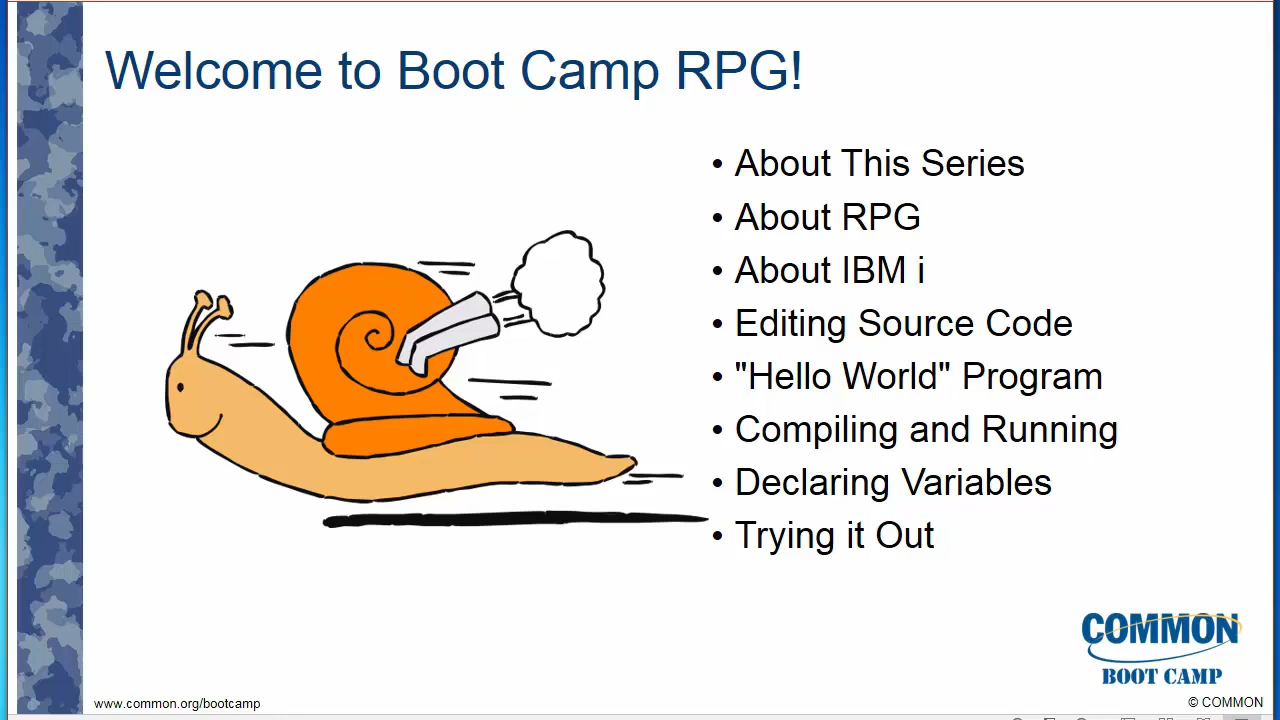 Welcome to Boot Camp RPG!
• About This Series
• About RPG
• About IBM i
• Editing Source Code
• "Hello World" Program
• Compiling and Running
• Declaring Variables
• Trying it Out
COMMON
BOOT CAMP
www.common.org/bootcamp
© COMMON